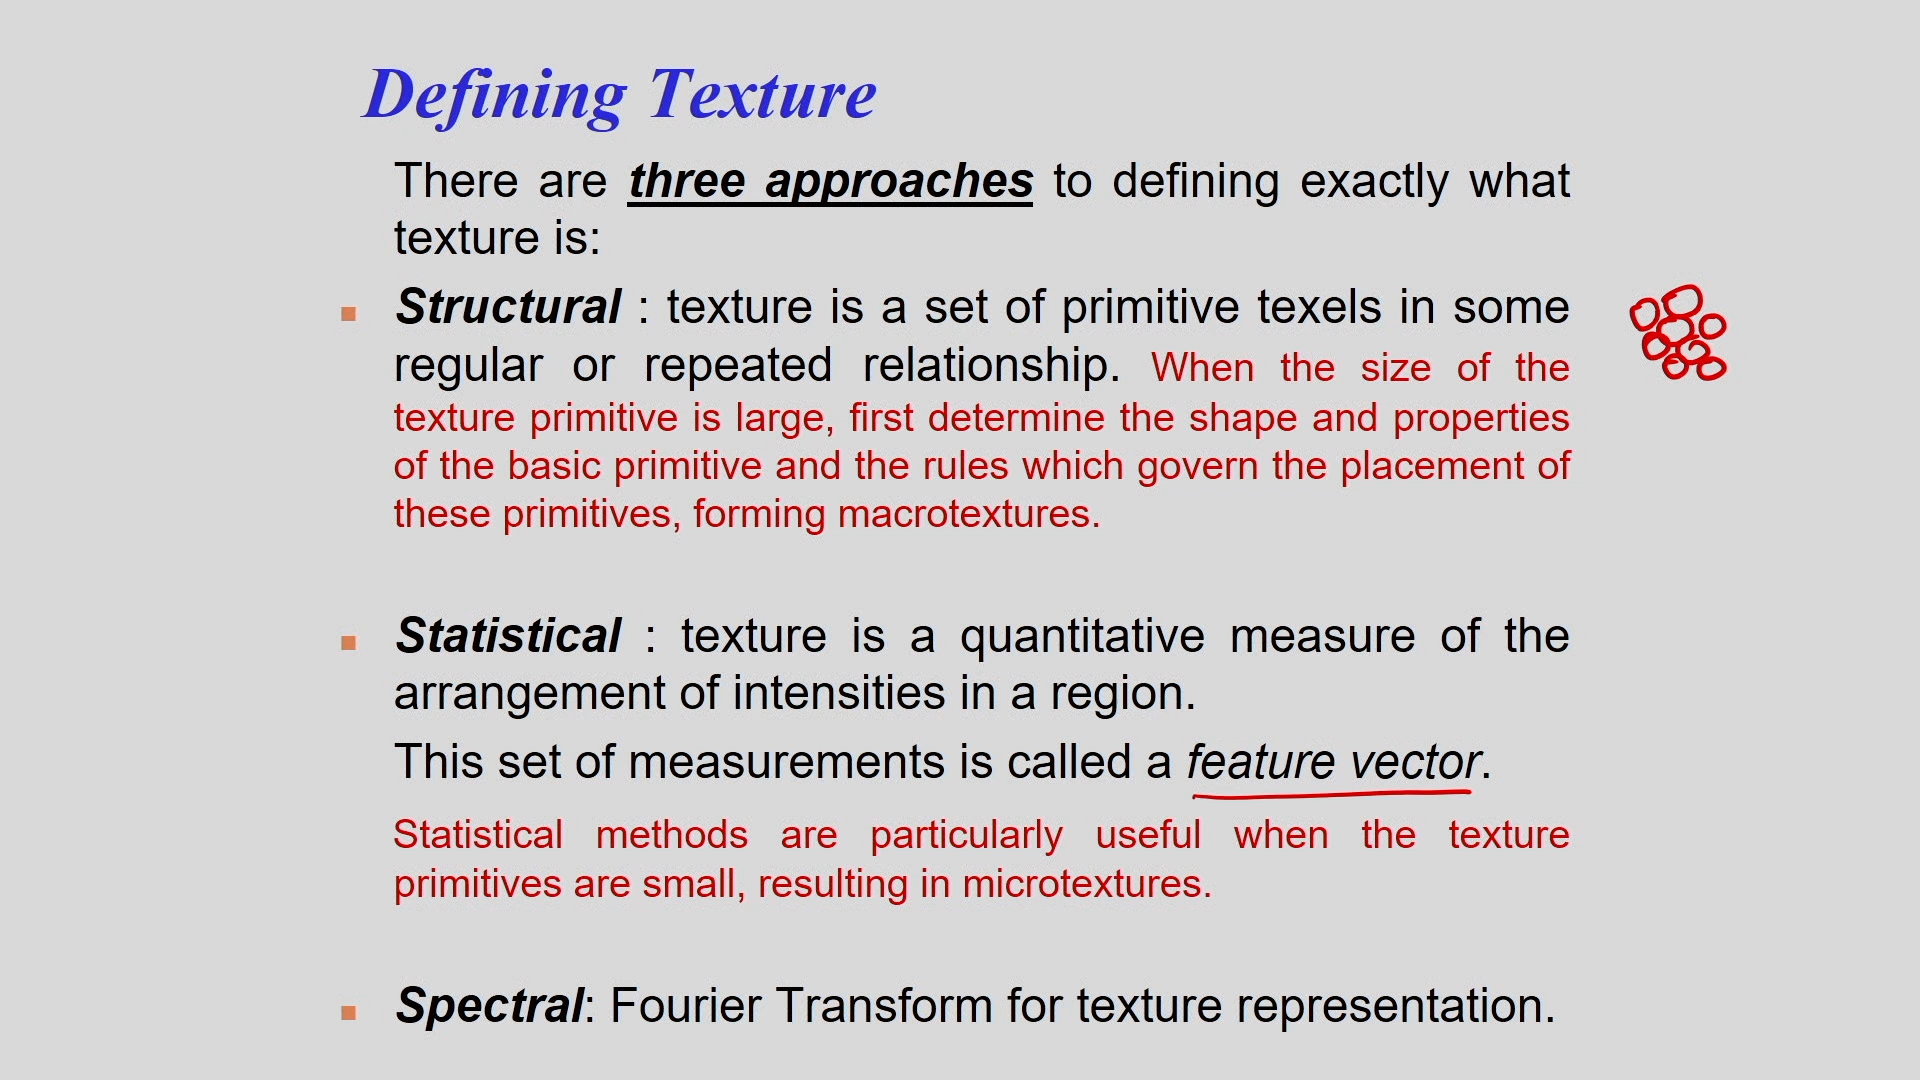 Defining Texture
There are three approaches to defining exactly what
texture is:
Structural : texture is a set of primitive texels in some
regular or repeated relationship. When the size of the
texture primitive is large, first determine the shape and properties
of the basic primitive and the rules which govern the placement of
these primitives, forming macrotextures.
Statistical : texture is a quantitative measure of the
arrangement of intensities in a region.
This set of measurements is called a feature vector.
Statistical methods are particularly useful when the texture
primitives are small, resulting in microtextures.
Spectral: Fourier Transform for texture representation.